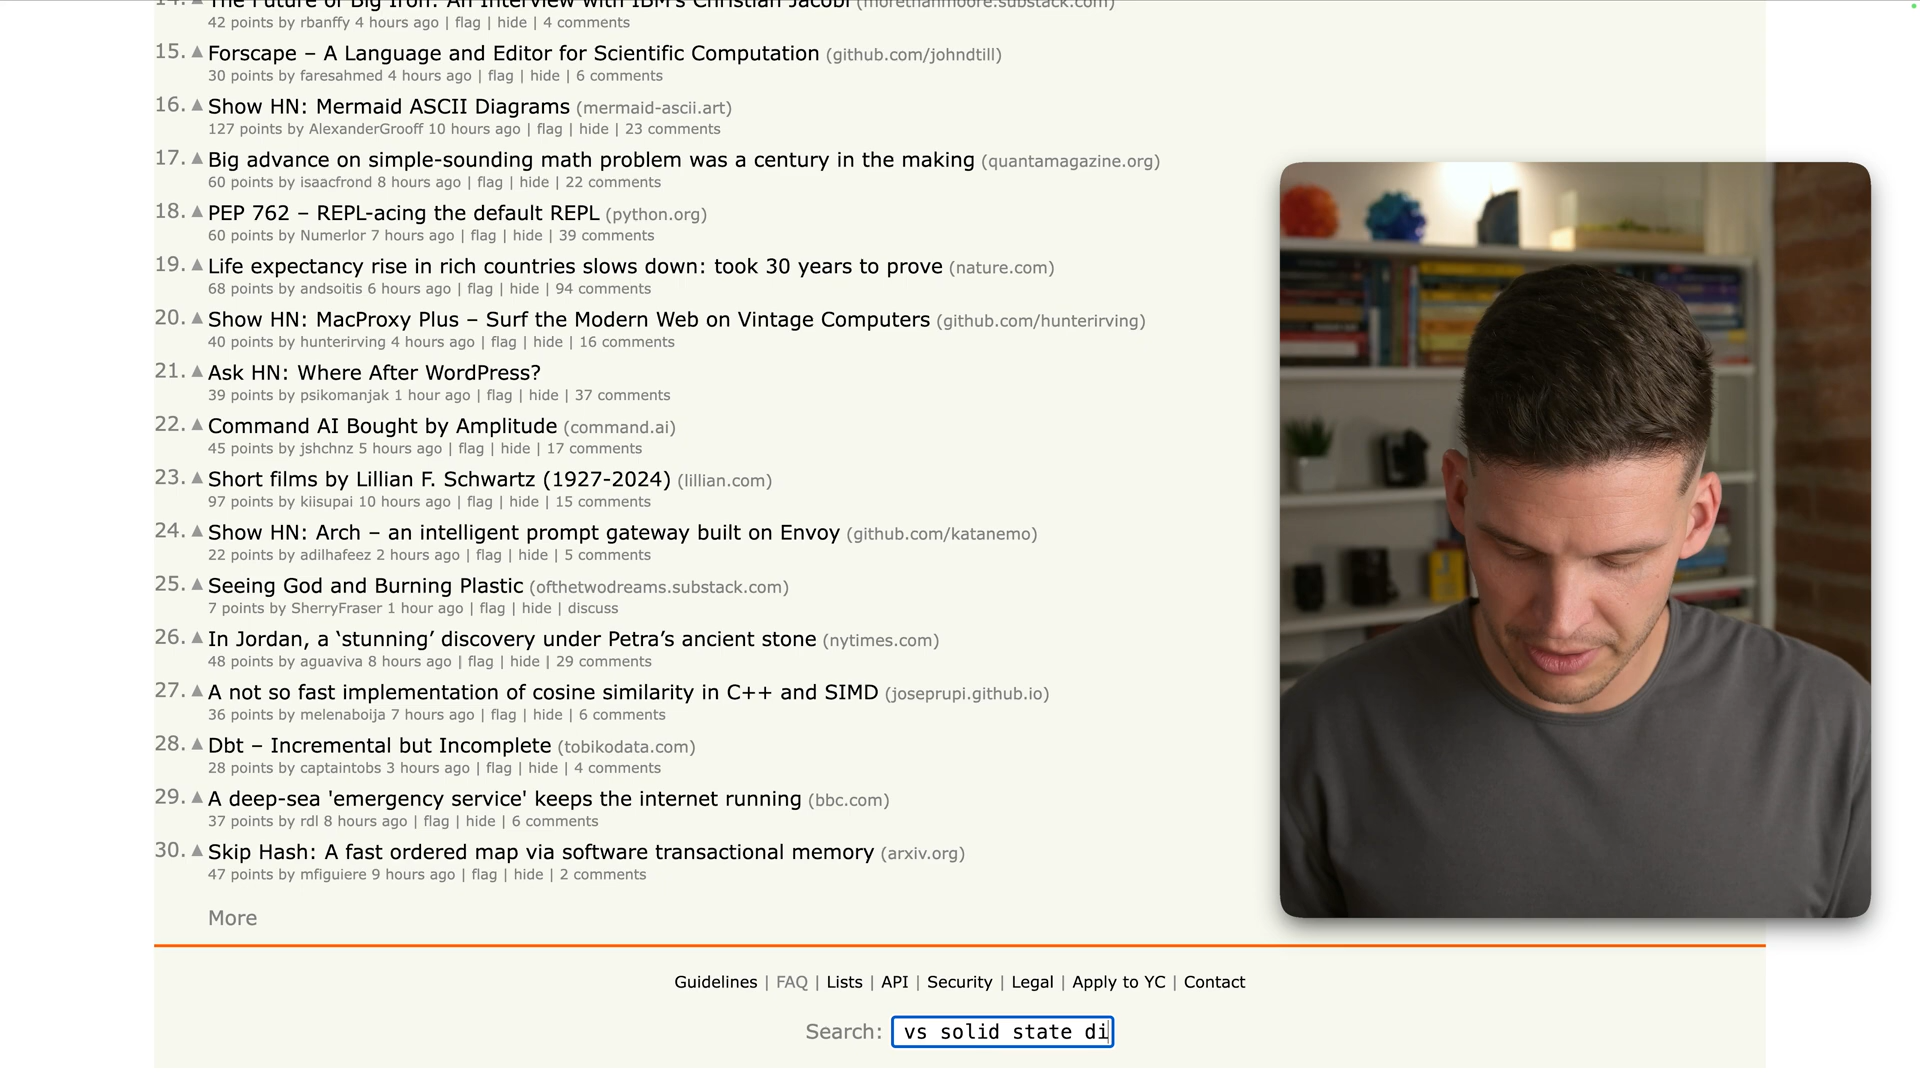 14. The Future of Big Iron: An Interview with IBM's Christian Jacobi (morethanmoore.substack.com)
42 points by rbanffy 4 hours ago | flag | hide | 4 comments
15. ▲ Forscape – A Language and Editor for Scientific Computation (github.com/johndtill)
30 points by faresahmed 4 hours ago | flag | hide | 6 comments
16. ▲ Show HN: Mermaid ASCII Diagrams (mermaid-ascii.art)
127 points by AlexanderGrooff 10 hours ago | flag | hide | 23 comments
17. ▲ Big advance on simple-sounding math problem was a century in the making (quantamagazine.org)
60 points by isaacfrond 8 hours ago | flag | hide | 22 comments
18. ▲ PEP 762 – REPL-acing the default REPL (python.org)
60 points by Numerlor 7 hours ago | flag | hide | 39 comments
19. ▲ Life expectancy rise in rich countries slows down: took 30 years to prove (nature.com)
68 points by andsoitis 6 hours ago | flag | hide | 94 comments
20. ▲ Show HN: MacProxy Plus – Surf the Modern Web on Vintage Computers (github.com/hunterirving)
40 points by hunterirving 4 hours ago | flag | hide | 16 comments
21. ▲ Ask HN: Where After WordPress?
39 points by psikomanjak 1 hour ago | flag | hide | 37 comments
22. ▲ Command AI Bought by Amplitude (command.ai)
45 points by jshchnz 5 hours ago | flag | hide | 17 comments
23. ▲ Short films by Lillian F. Schwartz (1927-2024) (lillian.com)
97 points by kiisupai 10 hours ago | flag | hide | 15 comments
24. ▲ Show HN: Arch – an intelligent prompt gateway built on Envoy (github.com/katanemo)
22 points by adilhafeez 2 hours ago | flag | hide | 5 comments
25. ▲ Seeing God and Burning Plastic (ofthetwodreams.substack.com)
7 points by SherryFraser 1 hour ago | flag | hide | discuss
26. ▲ In Jordan, a ‘stunning’ discovery under Petra’s ancient stone (nytimes.com)
48 points by aguaviva 8 hours ago | flag | hide | 29 comments
27. ▲ A not so fast implementation of cosine similarity in C++ and SIMD (joseprupi.github.io)
36 points by melenaboija 7 hours ago | flag | hide | 6 comments
28. ▲ Dbt – Incremental but Incomplete (tobikodata.com)
28 points by captaintobs 3 hours ago | flag | hide | 4 comments
29. ▲ A deep-sea 'emergency service' keeps the internet running (bbc.com)
37 points by rdl 8 hours ago | flag | hide | 6 comments
30. ▲ Skip Hash: A fast ordered map via software transactional memory (arxiv.org)
47 points by mfiguiere 9 hours ago | flag | hide | 2 comments
More
Guidelines | FAQ | Lists | API | Security | Legal | Apply to YC | Contact
Search: vs solid state di